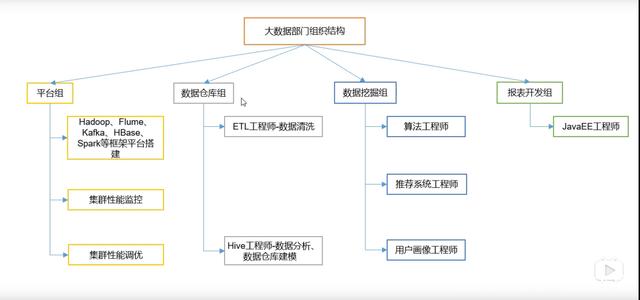 大数据部门组织结构
平台组
数据仓库组
数据挖掘组
报表开发组
Hadoop、Flume、
Kafka、HBase、
Spark等框架平台搭
建
ETL工程师-数据清洗
算法工程师
JavaEE工程师
集群性能监控
推荐系统工程师
集群性能调优
Hive工程师-数据分析、
数据仓库建模
用户画像工程师